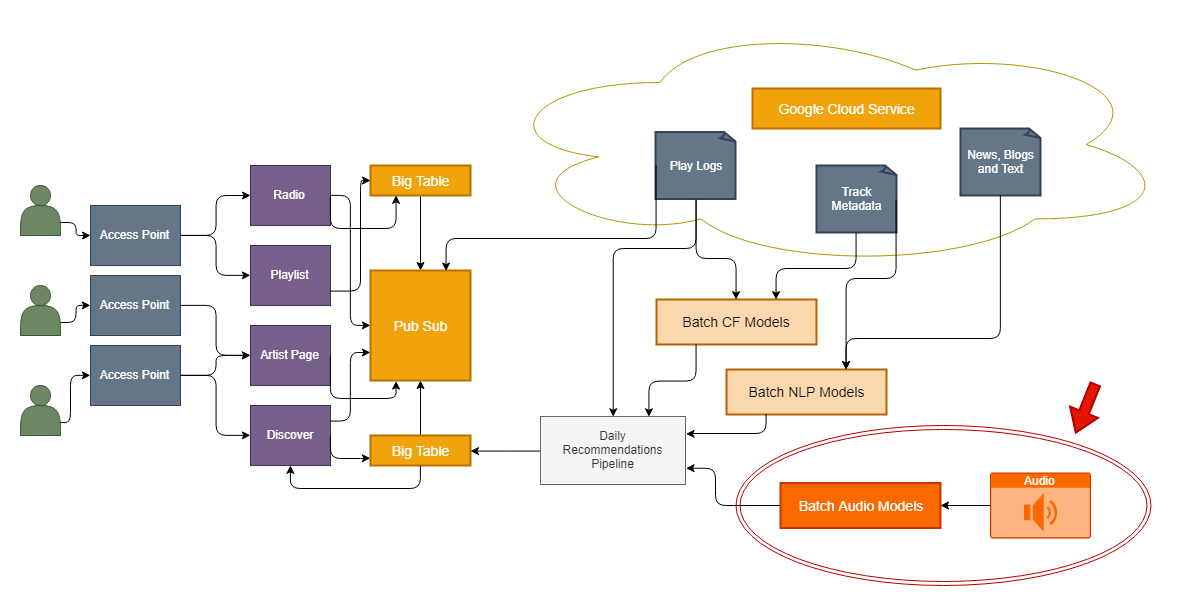 Google Cloud Service
Play Logs
News, Blogs
and Text
Track
Metadata
Radio
Big Table
Access Point
Playlist
Access Point
Pub Sub
Batch CF Models
Artist Page
Access Point
Batch NLP Models
Discover
Big Table
Daily
Recommendations
Pipeline
Audio
Batch Audio Models